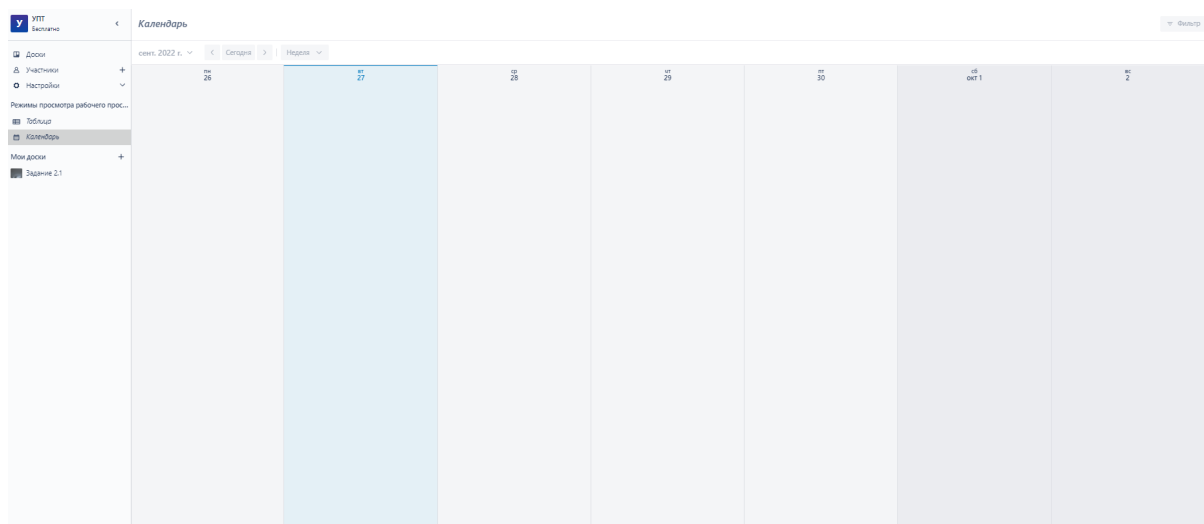 У
УПТ
Бесплатно
Доски
Участники
Настройки
Режимы просмотра рабочего прос...
Таблица
Календарь
Мои доски
Задание 2.1
Календарь
Фильтр
сент. 2022 г.
Сегодня
Неделя
пн
26
вт
27
ср
28
чт
29
пт
30
сб
окт 1
вс
2